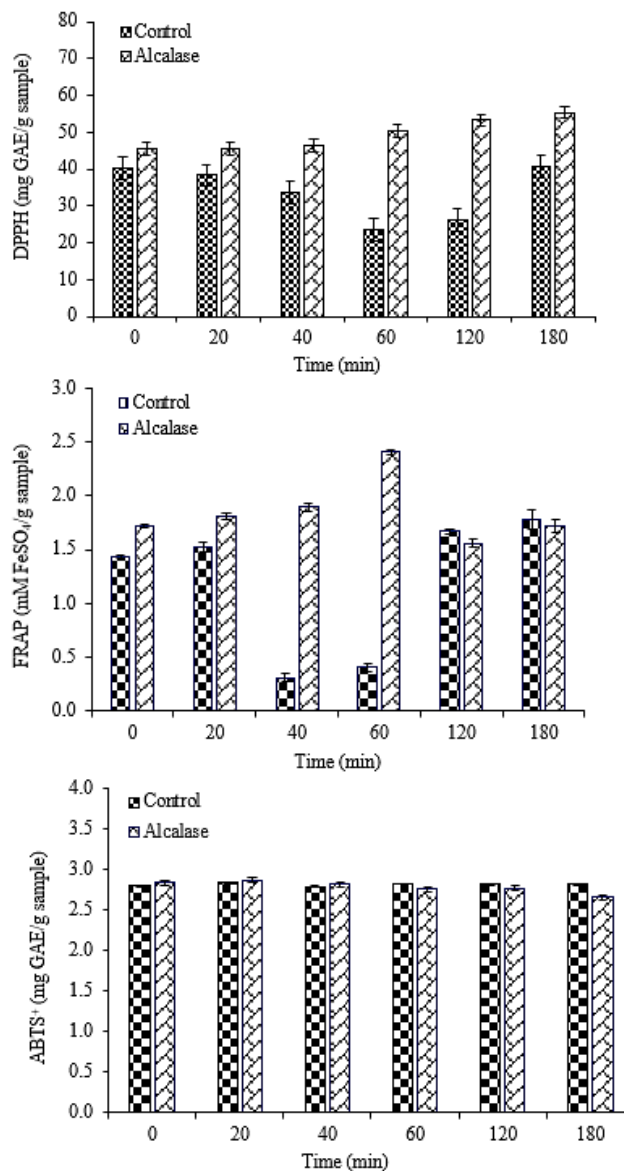 80
70
60
50
40
30
20
10
0
DPPH (mg GAE/g sample)
Control
Alcalase
0 20 40 60 120 180
Time (min)
3.0
2.5
2.0
1.5
1.0
0.5
0.0
FRAP (mM FeSO₄/g sample)
Control
Alcalase
0 20 40 60 120 180
Time (min)
4.0
3.5
3.0
2.5
2.0
1.5
1.0
0.5
0.0
ABTS⁺ (mg GAE/g sample)
Control
Alcalase
0 20 40 60 120 180
Time (min)